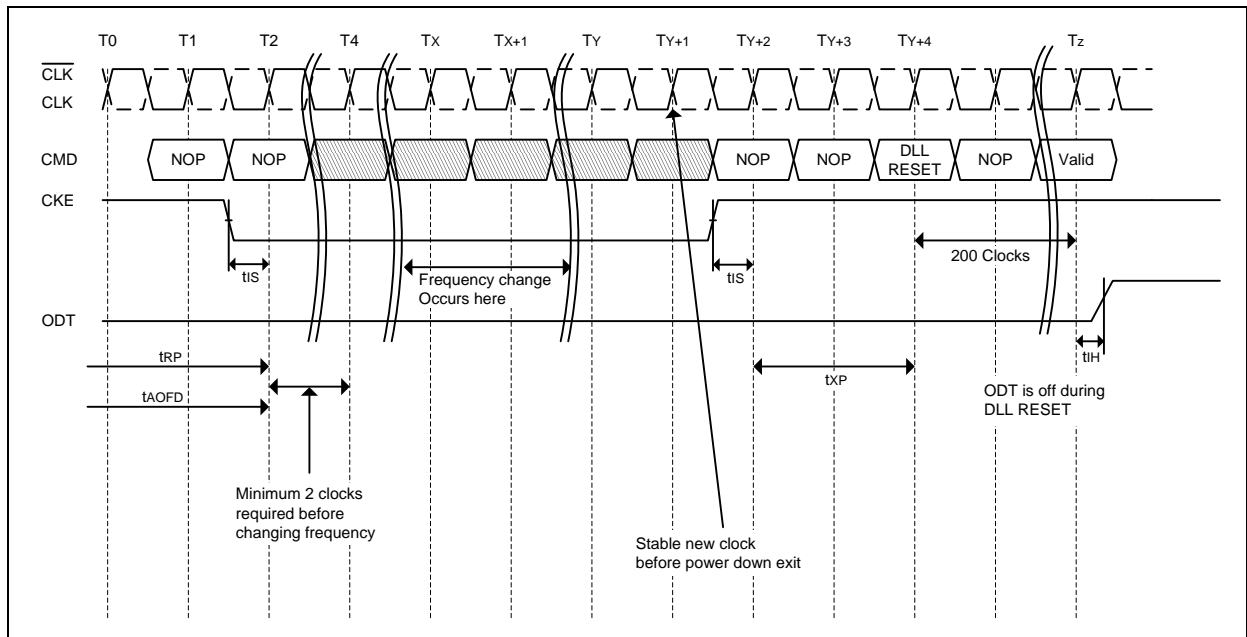 T0 T1 T2 T4 TX TX+1 TY TY+1 TY+2 TY+3 TY+4 Tz
CLK
CLK
CMD NOP NOP NOP NOP DLL RESET NOP Valid
CKE
tIS
Frequency change
Occurs here
tIS
200 Clocks
ODT
tRP
tIH
tXP
tAOFD
ODT is off during
DLL RESET
Minimum 2 clocks
required before
changing frequency
Stable new clock
before power down exit